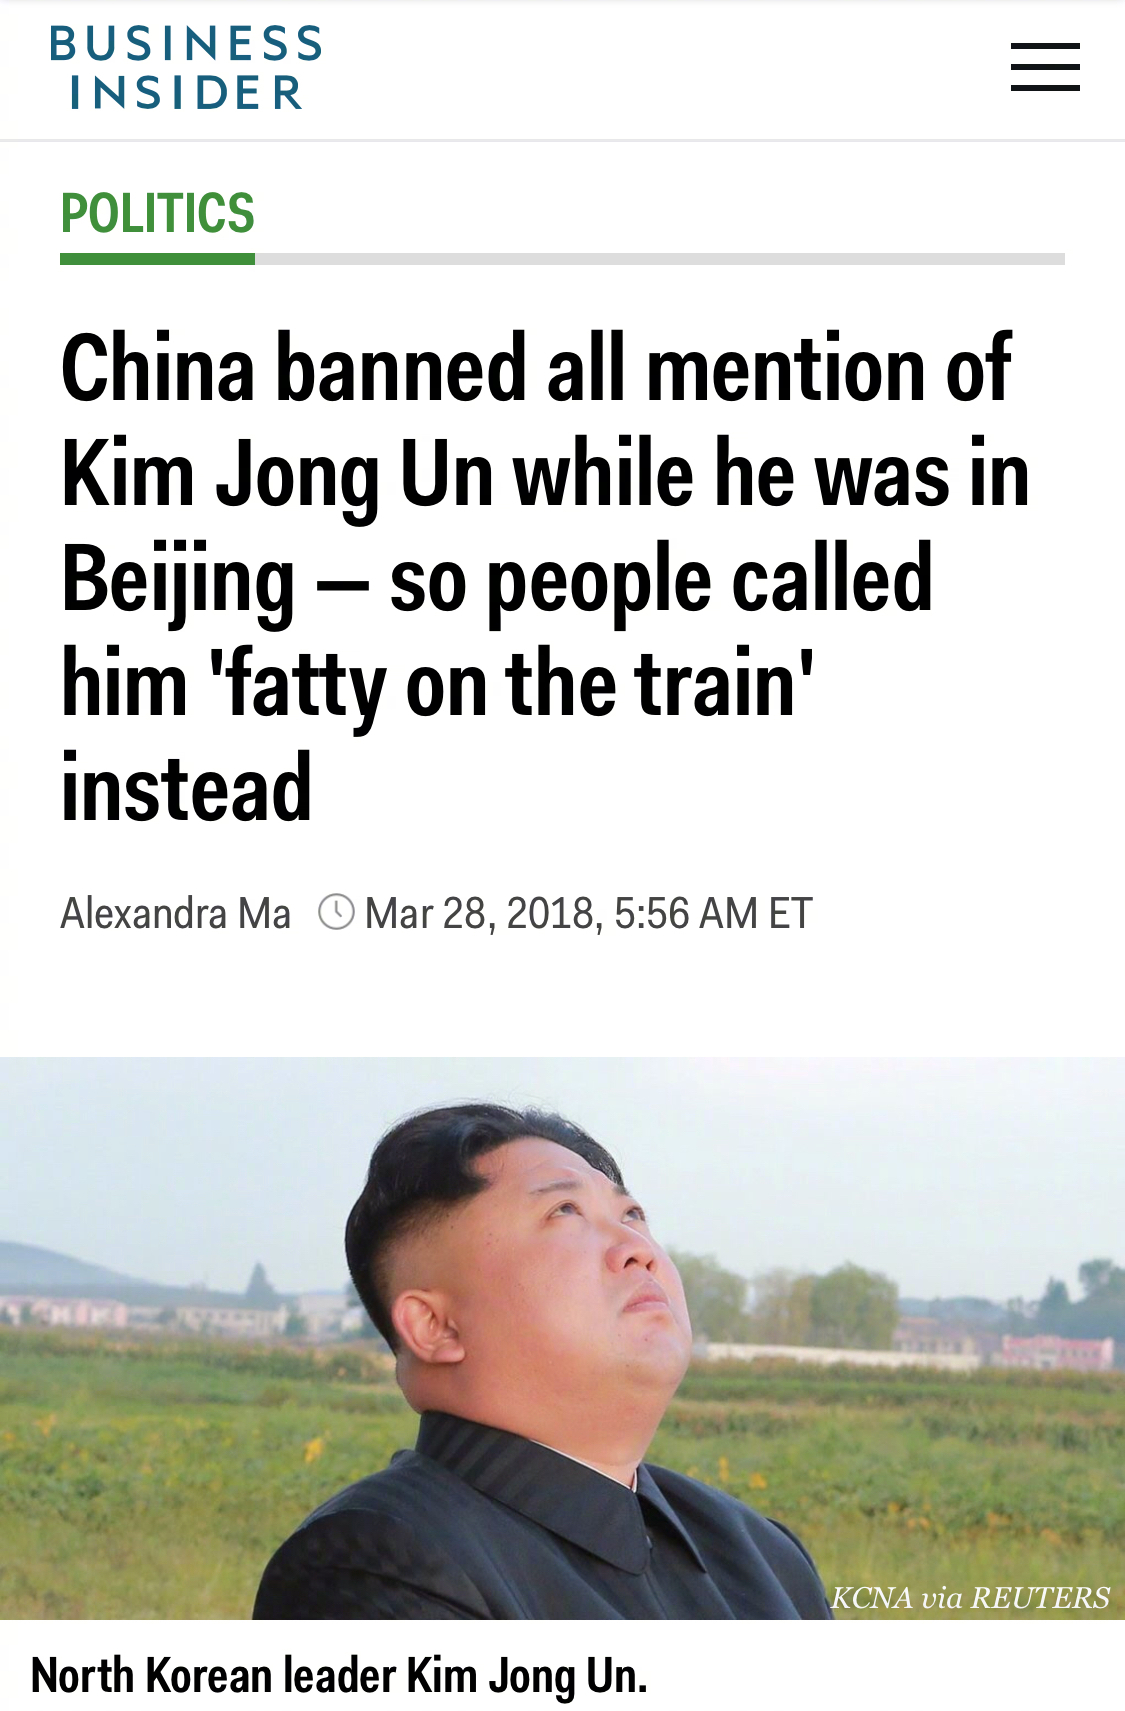 BUSINESS
INSIDER
POLITICS
China banned all mention of
Kim Jong Un while he was in
Beijing — so people called
him 'fatty on the train'
instead
Alexandra Ma Mar 28, 2018, 5:56 AM ET
KCNA via REUTERS
North Korean leader Kim Jong Un.